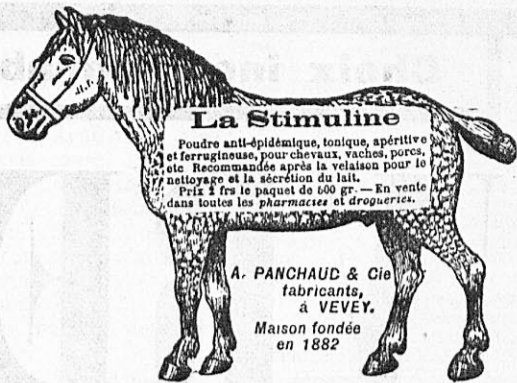 La Stimuline
Poudre anti-épidémique, tonique, apéritive
et ferrugineuse, pour chevaux, vaches, porcs,
etc Recommandée après la velaison pour le
nettoyage et la sécrétion du lait.
Prix 2 frs le paquet de 600 gr. — En vente
dans toutes les pharmacies et drogueries.
A. PANCHAUD & Cie
fabricants,
à VEVEY.
Maison fondée
en 1882